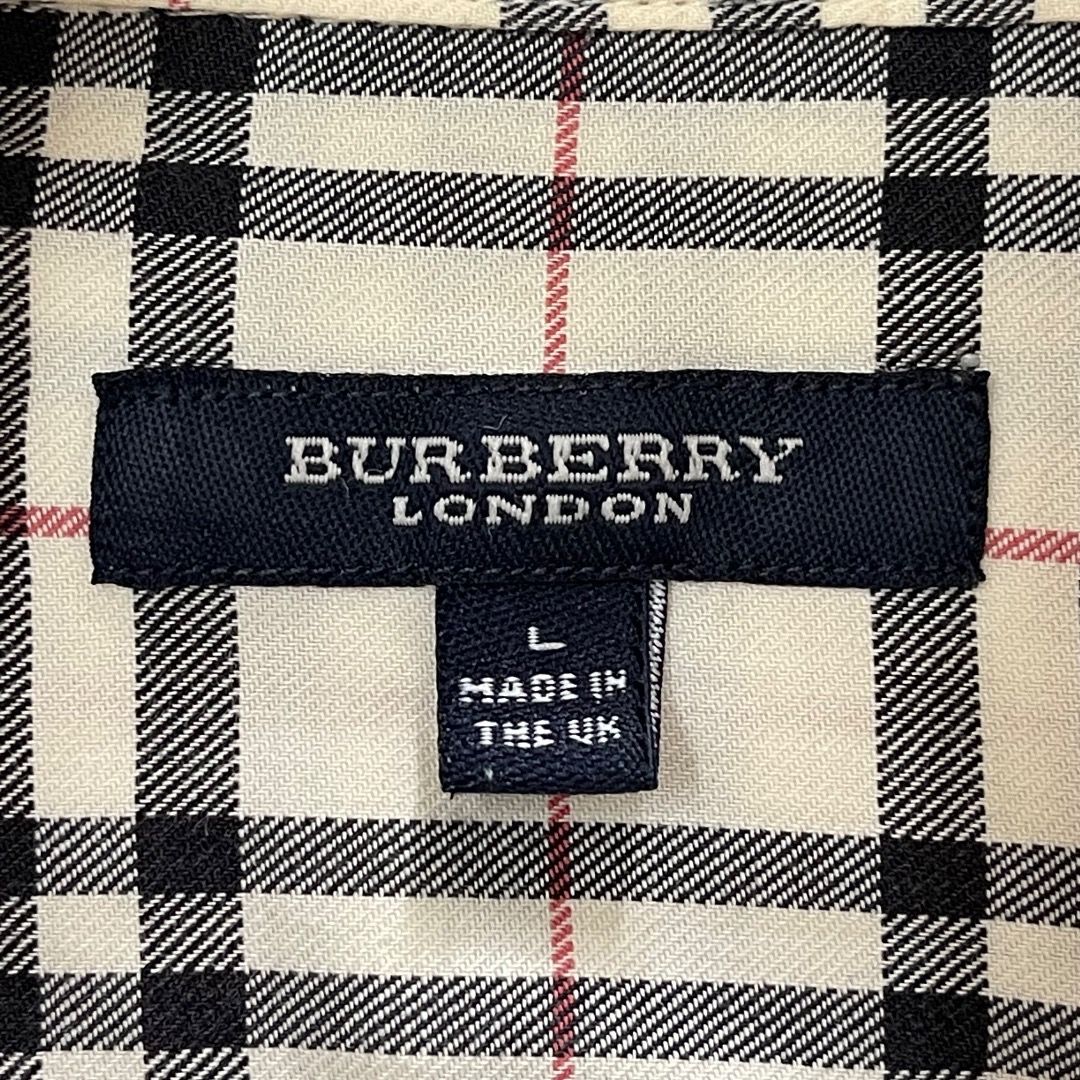 BURBERRY
LONDON
L
MADE IN
THE UK